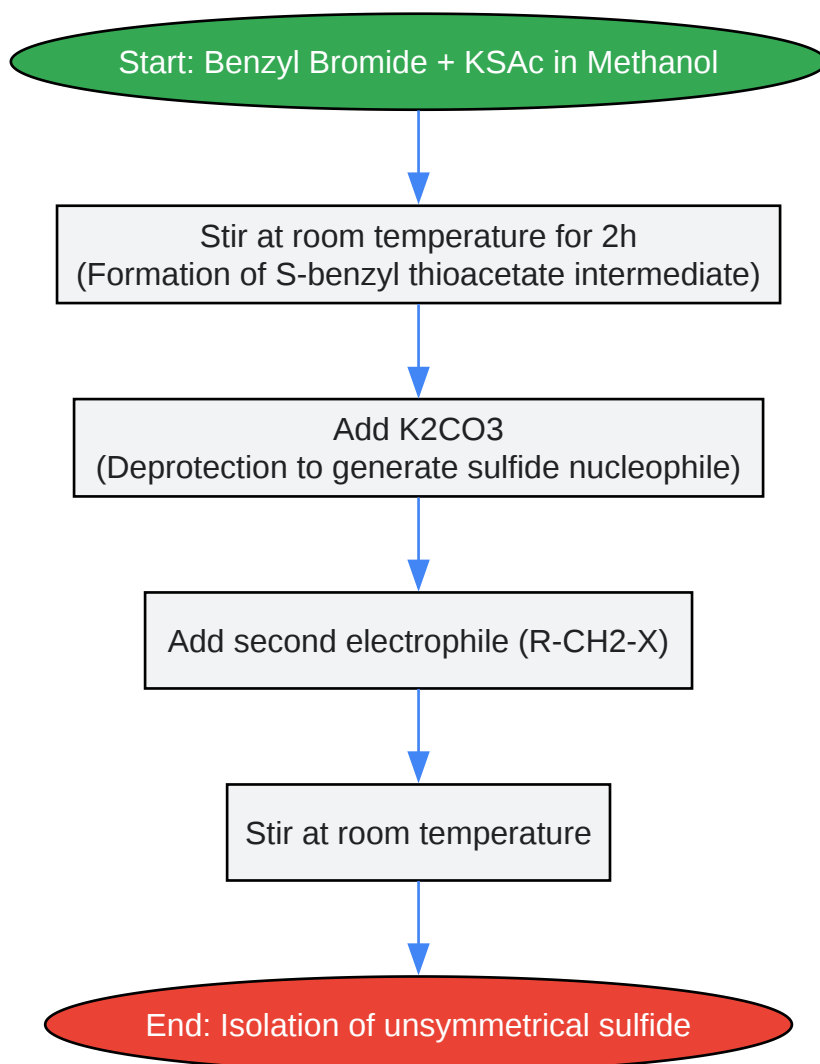 Start: Benzyl Bromide + KSAc in Methanol
Stir at room temperature for 2h
(Formation of S-benzyl thioacetate intermediate)
Add K2CO3
(Deprotection to generate sulfide nucleophile)
Add second electrophile (R-CH2-X)
Stir at room temperature
End: Isolation of unsymmetrical sulfide